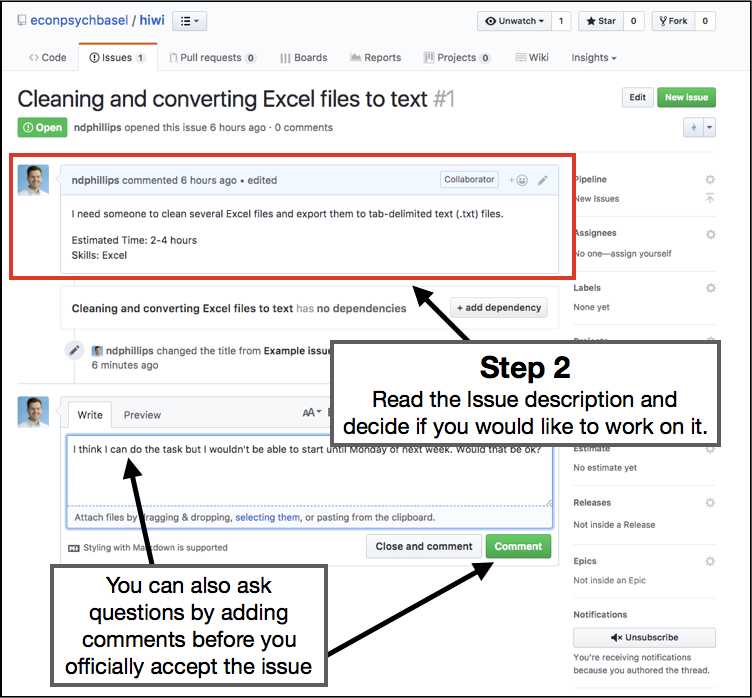 econpsychbasel / hiwi
Unwatch 1 Star 0 Fork 0
Code Issues 1 Pull requests 0 Boards Reports Projects 0 Wiki Insights
Cleaning and converting Excel files to text #1
Edit New issue
Open ndphillips opened this issue 6 hours ago · 0 comments
ndphillips commented 6 hours ago • edited
Collaborator
I need someone to clean several Excel files and export them to tab-delimited text (.txt) files.
Estimated Time: 2-4 hours
Skills: Excel
Cleaning and converting Excel files to text has no dependencies
+ add dependency
ndphillips changed the title from Example issue
6 minutes ago
Step 2
Read the Issue description and
decide if you would like to work on it.
Write Preview
AA
I think I can do the task but I wouldn't be able to start until Monday of next week. Would that be ok?
Attach files by dragging & dropping, selecting them, or pasting from the clipboard.
Styling with Markdown is supported
Close and comment Comment
You can also ask
questions by adding
comments before you
officially accept the issue
Pipeline
New Issues
Assignees
No one—assign yourself
Labels
None yet
Projects
Estimate
No estimate yet
Releases
Not inside a Release
Epics
Not inside an Epic
Notifications
Unsubscribe
You're receiving notifications
because you authored the thread.